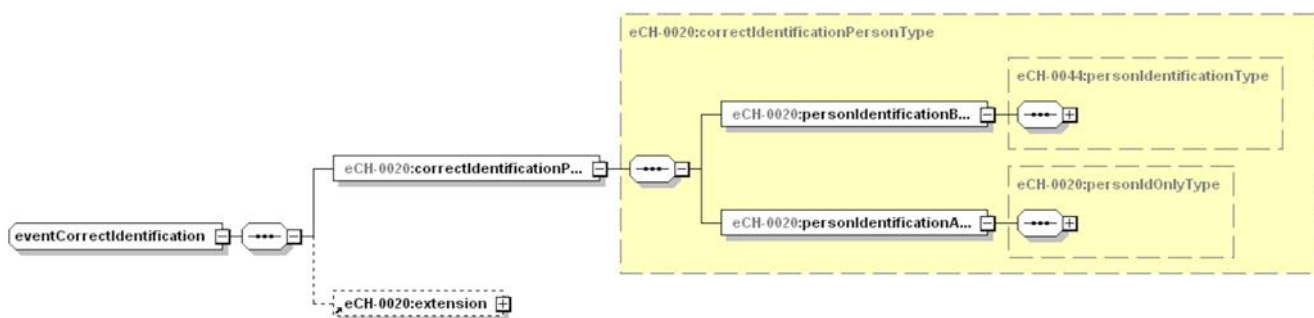 eCH-0020:correctIdentificationPersonType
eCH-0044:personIdentificationType
eCH-0020:personIdentificationB...
eCH-0020:correctIdentificationP...
eCH-0020:personIdOnlyType
eCH-0020:personIdentificationA...
eventCorrectIdentification
eCH-0020:extension